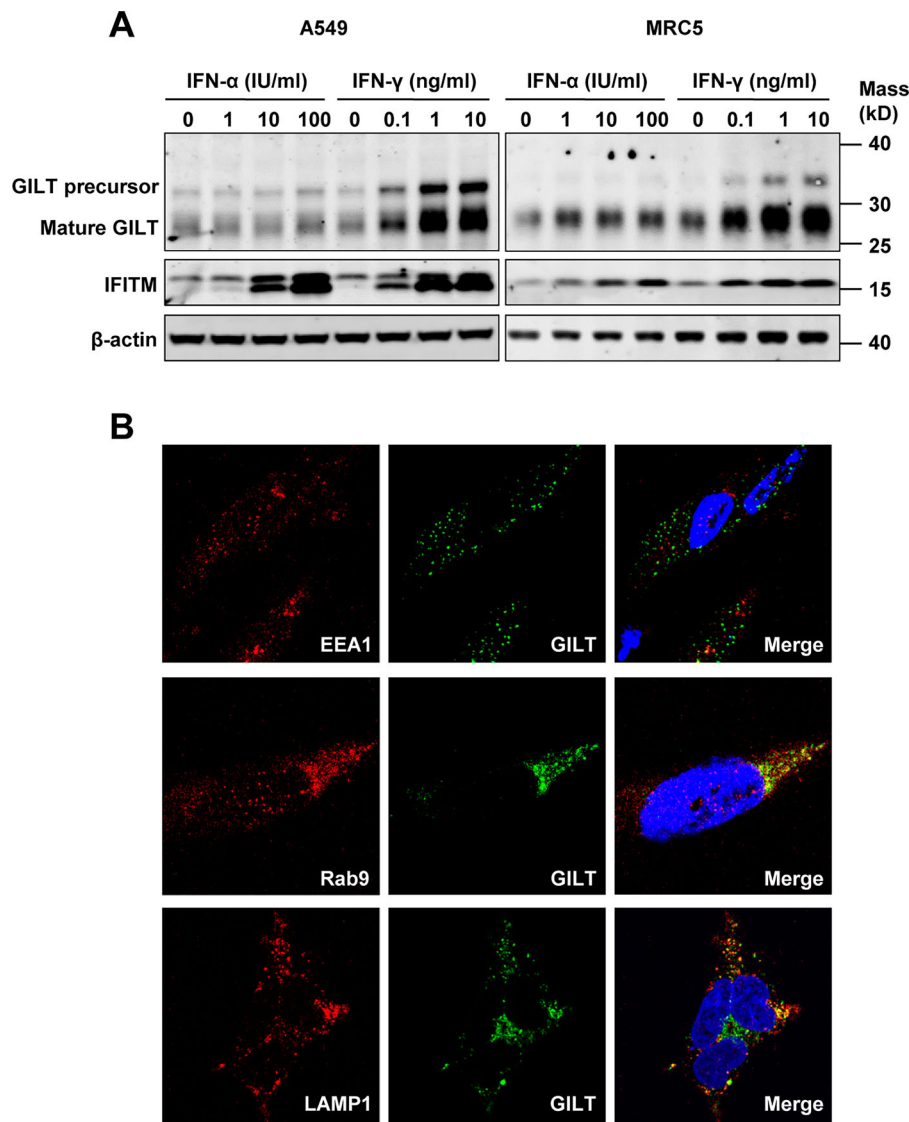 A
A549 MRC5
IFN-α (IU/ml) IFN-γ (ng/ml) IFN-α (IU/ml) IFN-γ (ng/ml) Mass
(kD)
0 1 10 100 0 0.1 1 10 0 1 10 100 0 0.1 1 10
40
GILT precursor
30
Mature GILT
25
IFITM
15
β-actin
40
B
EEA1 GILT Merge
Rab9 GILT Merge
LAMP1 GILT Merge